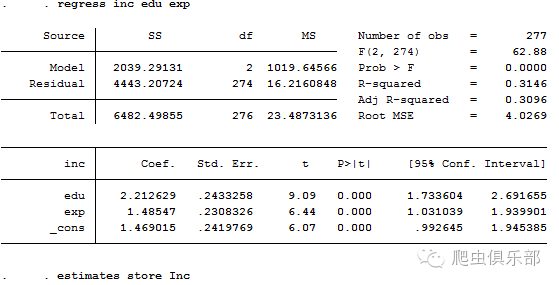 . . regress inc edu exp
Source SS df MS Number of obs = 277
F(2, 274) = 62.88
Model 2039.29131 2 1019.64566 Prob > F = 0.0000
Residual 4443.20724 274 16.2160848 R-squared = 0.3146
Adj R-squared = 0.3096
Total 6482.49855 276 23.4873136 Root MSE = 4.0269
inc Coef. Std. Err. t P>|t| [95% Conf. Interval]
edu 2.212629 .2433258 9.09 0.000 1.733604 2.691655
exp 1.48547 .2308326 6.44 0.000 1.031039 1.939901
_cons 1.469015 .2419769 6.07 0.000 .992645 1.945385
. . estimates store Inc
爬虫俱乐部